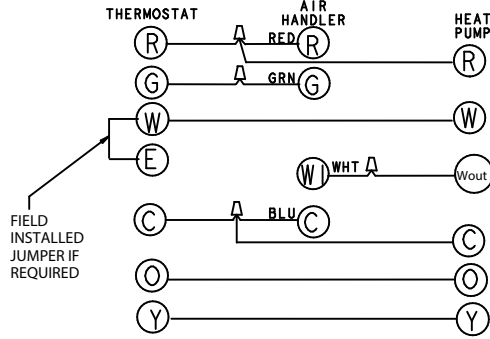 THERMOSTAT
AIR
HANDLER
HEAT
PUMP
R
RED
R
R
G
GRN
G
W
W
E
W1
WHT
Wout
C
BLU
C
C
FIELD
INSTALLED
JUMPER IF
REQUIRED
O
O
Y
Y